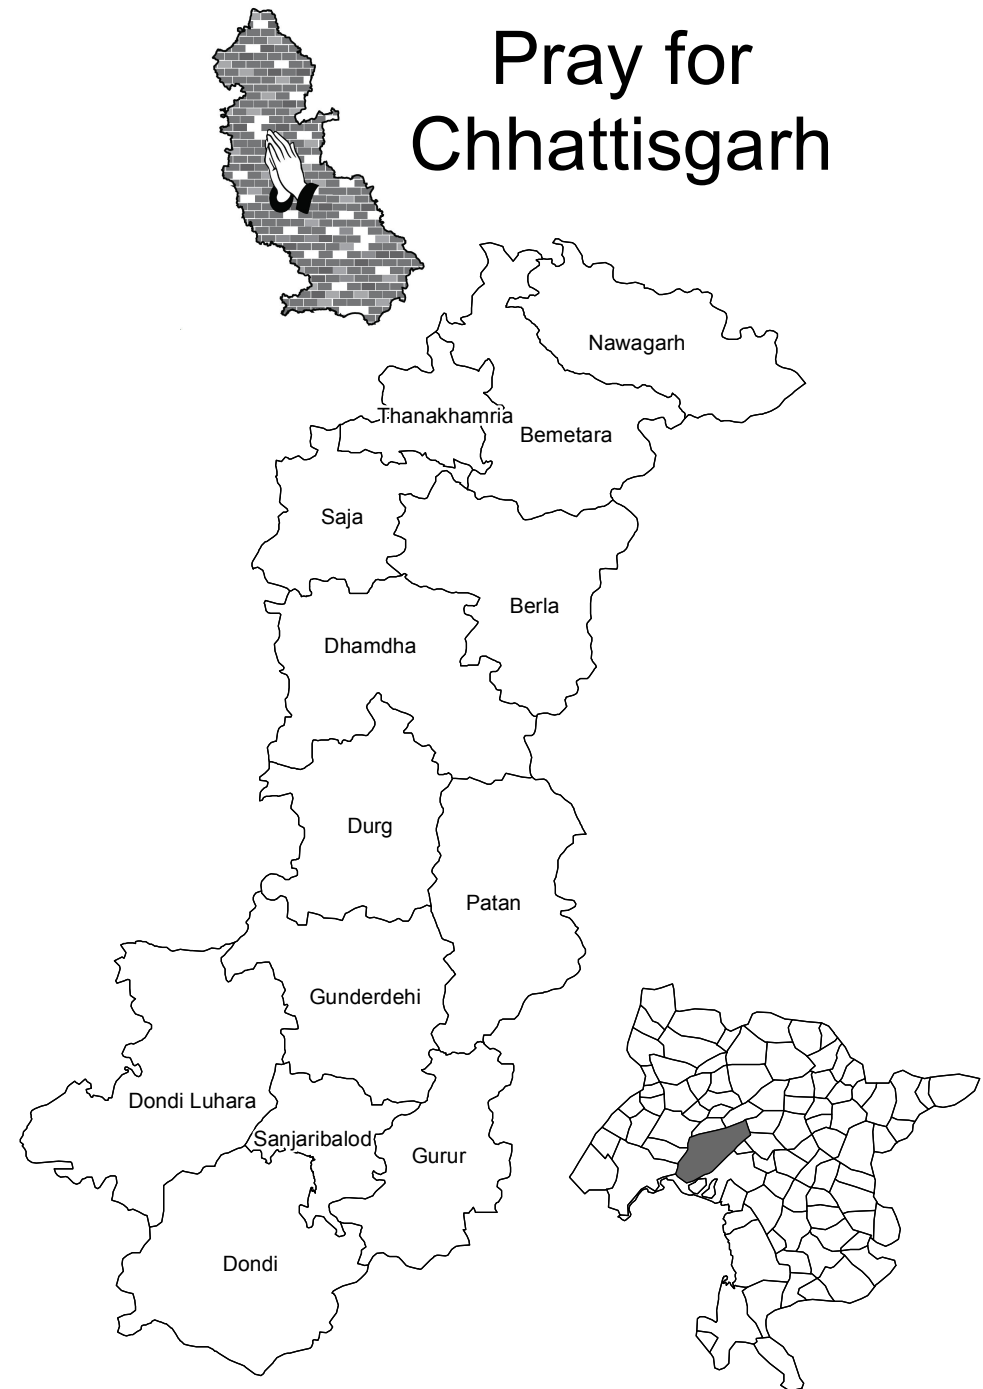 Pray for
Chhattisgarh
Nawagarh
Thanakhamria
Bemetara
Saja
Berla
Dhamdha
Durg
Patan
Gunderdehi
Dondi Luhara
Sanjaribalod
Gurur
Dondi